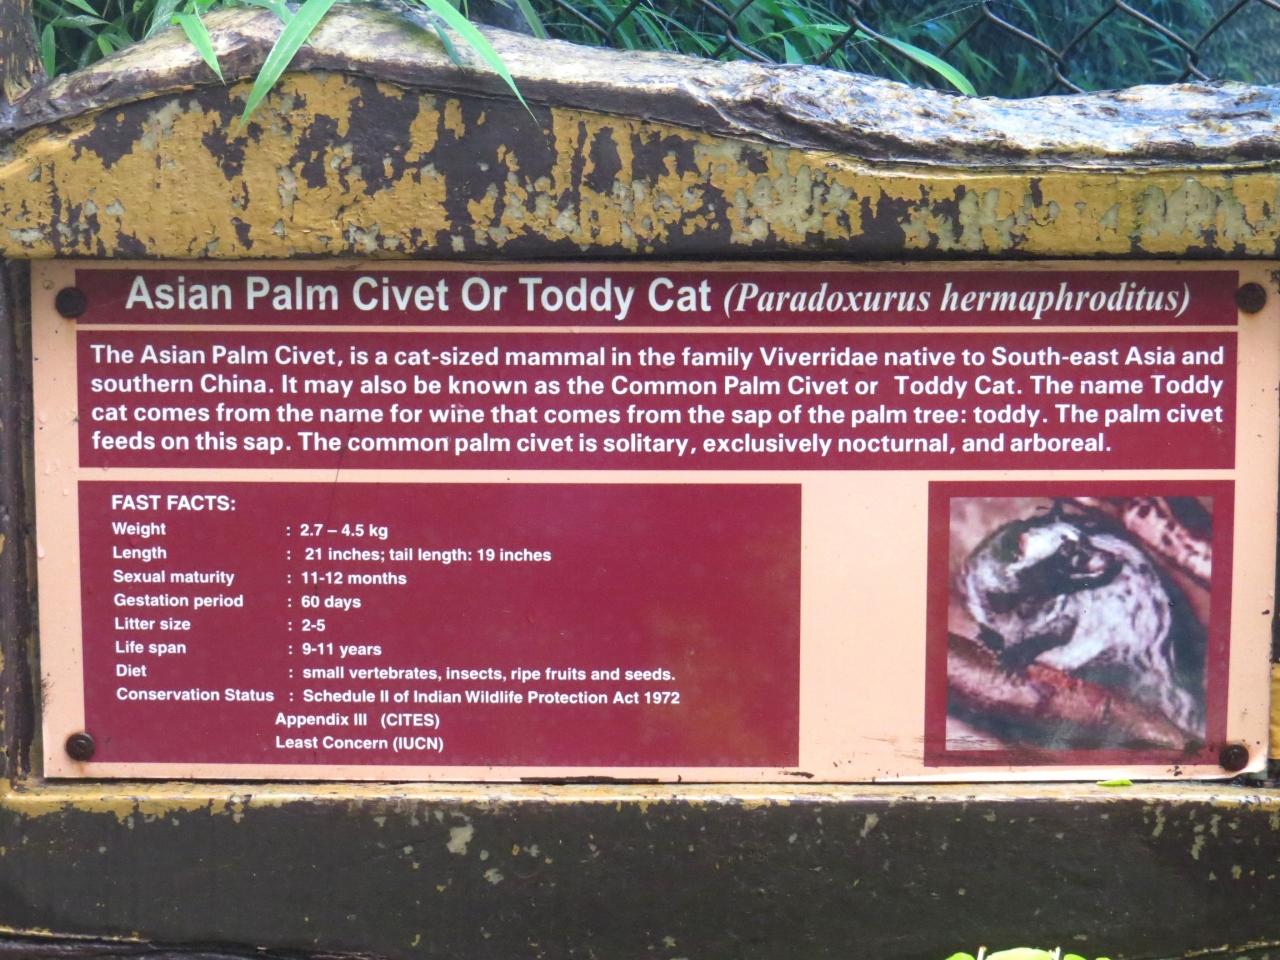 Asian Palm Civet Or Toddy Cat (Paradoxurus hermaphroditus)
The Asian Palm Civet, is a cat-sized mammal in the family Viverridae native to South-east Asia and
southern China. It may also be known as the Common Palm Civet or Toddy Cat. The name Toddy
cat comes from the name for wine that comes from the sap of the palm tree: toddy. The palm civet
feeds on this sap. The common palm civet is solitary, exclusively nocturnal, and arboreal.
FAST FACTS:
Weight : 2.7 – 4.5 kg
Length : 21 inches; tail length: 19 inches
Sexual maturity : 11-12 months
Gestation period : 60 days
Litter size : 2-5
Life span : 9-11 years
Diet : small vertebrates, insects, ripe fruits and seeds.
Conservation Status : Schedule II of Indian Wildlife Protection Act 1972
Appendix III (CITES)
Least Concern (IUCN)